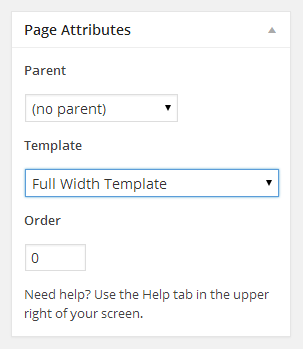 Page Attributes
Parent
(no parent)
Template
Full Width Template
Order
0
Need help? Use the Help tab in the upper
right of your screen.